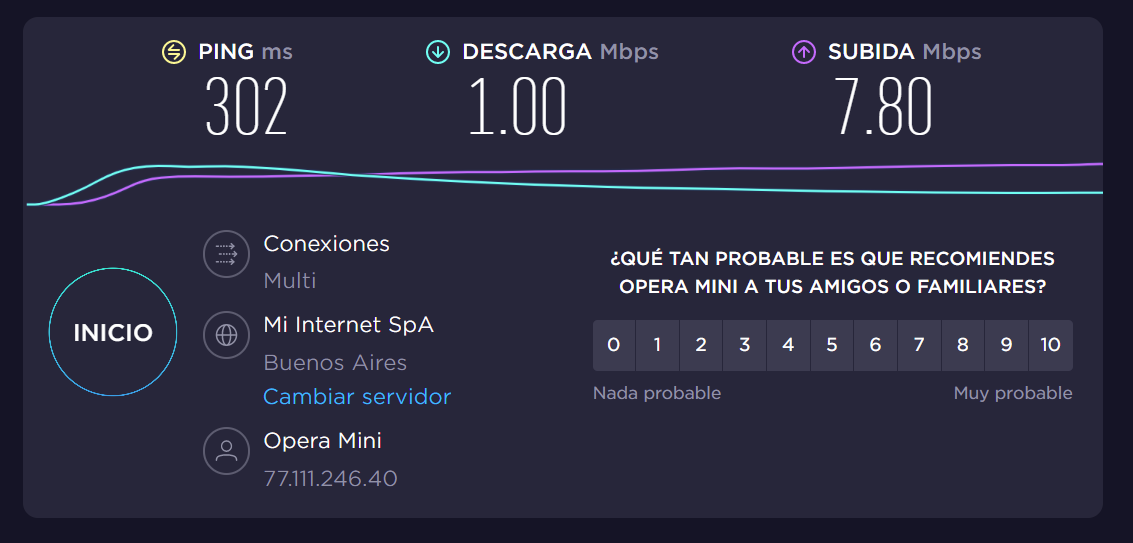 PING ms
302
DESCARGA Mbps
1.00
SUBIDA Mbps
7.80
INICIO
Conexiones
Multi
Mi Internet SpA
Buenos Aires
Cambiar servidor
Opera Mini
77.111.246.40
¿QUÉ TAN PROBABLE ES QUE RECOMIENDES
OPERA MINI A TUS AMIGOS O FAMILIARES?
0 1 2 3 4 5 6 7 8 9 10
Nada probable Muy probable